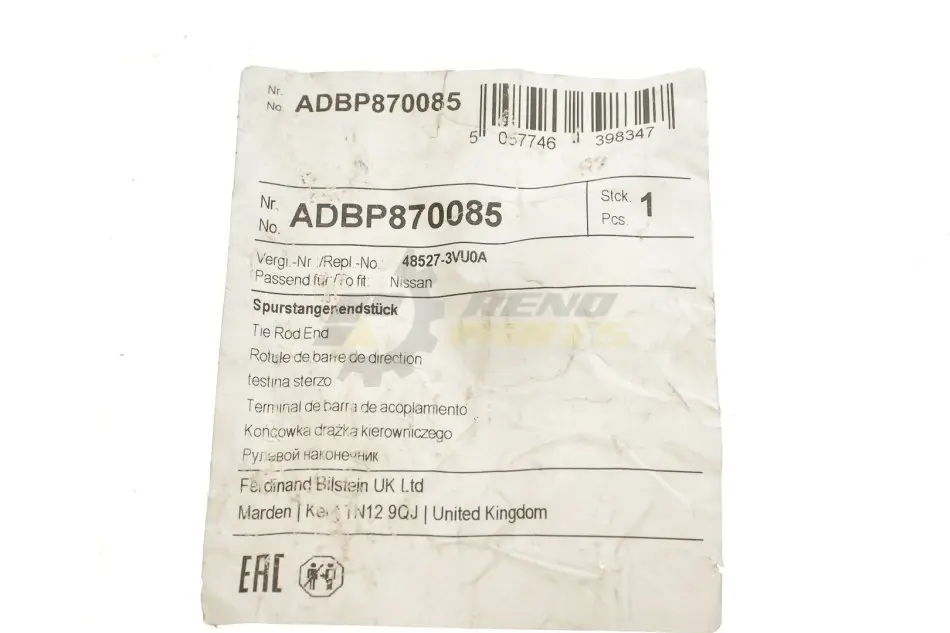 Nr.
No. ADBP870085
5 057746 398347
Nr.
No. ADBP870085
Stck.
Pcs. 1
Vergl.-Nr./Repl.-No.: 48527-3VU0A
Passend für/To fit: Nissan
Spurstangenendstück
Tie Rod End
Rotule de barre de direction
testina sterzo
Terminal de barra de acoplamiento
Końcowka drążka kierowniczego
Рулевой наконечник
Ferdinand Bilstein UK Ltd
Marden | Kent TN12 9QJ | United Kingdom
EAC
RENO
PARTS